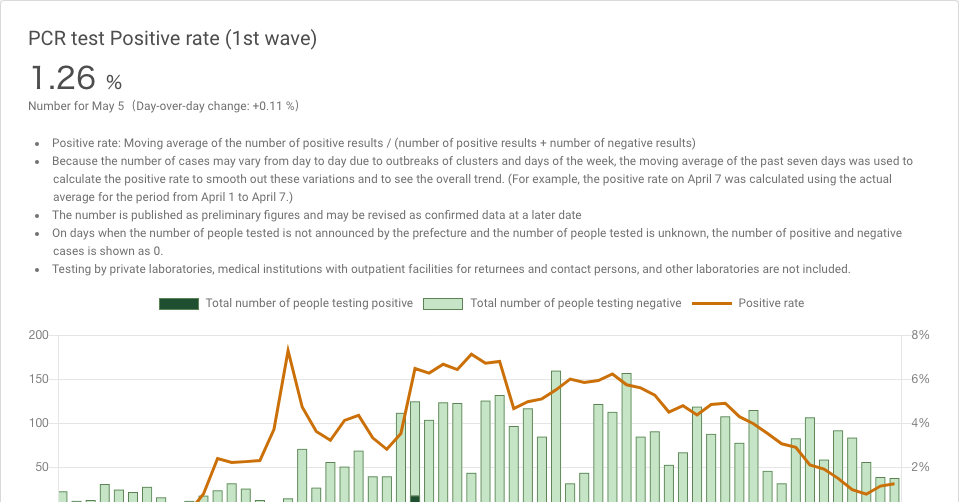 PCR test Positive rate (1st wave)
1.26 %
Number for May 5（Day-over-day change: +0.11 %）
• Positive rate: Moving average of the number of positive results / (number of positive results + number of negative results)
• Because the number of cases may vary from day to day due to outbreaks of clusters and days of the week, the moving average of the past seven days was used to
calculate the positive rate to smooth out these variations and to see the overall trend. (For example, the positive rate on April 7 was calculated using the actual
average for the period from April 1 to April 7.)
• The number is published as preliminary figures and may be revised as confirmed data at a later date
• On days when the number of people tested is not announced by the prefecture and the number of people tested is unknown, the number of positive and negative
cases is shown as 0.
• Testing by private laboratories, medical institutions with outpatient facilities for returnees and contact persons, and other laboratories are not included.
Total number of people testing positive Total number of people testing negative Positive rate
200 8%
150 6%
100 4%
50 2%